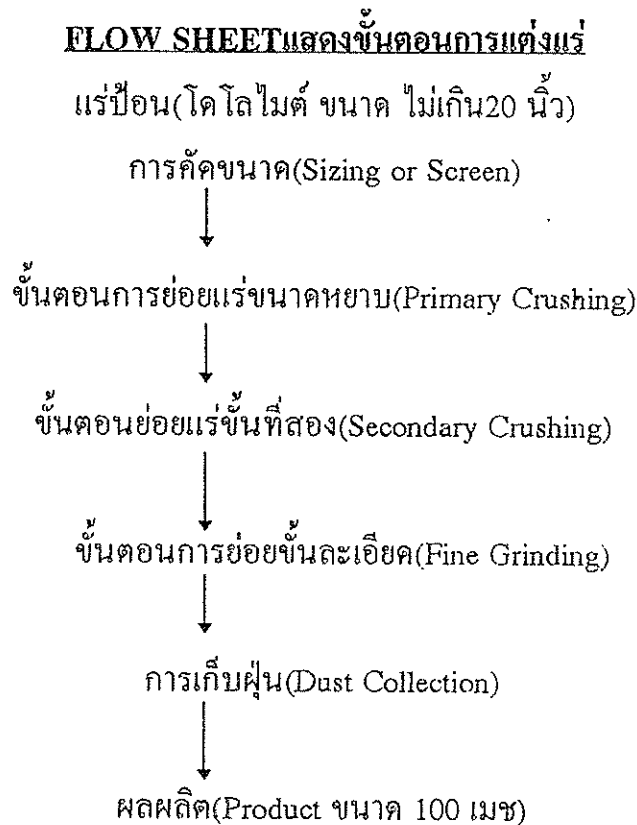 FLOW SHEETแสดงขั้นตอนการแต่งแร่
แร่ป้อน(โดโลไมต์ ขนาด ไม่เกิน20 นิ้ว)
การคัดขนาด(Sizing or Screen)
ขั้นตอนการย่อยแร่ขนาดหยาบ(Primary Crushing)
ขั้นตอนย่อยแร่ขั้นที่สอง(Secondary Crushing)
ขั้นตอนการย่อยขั้นละเอียด(Fine Grinding)
การเก็บฝุ่น(Dust Collection)
ผลผลิต(Product ขนาด 100 เมช)